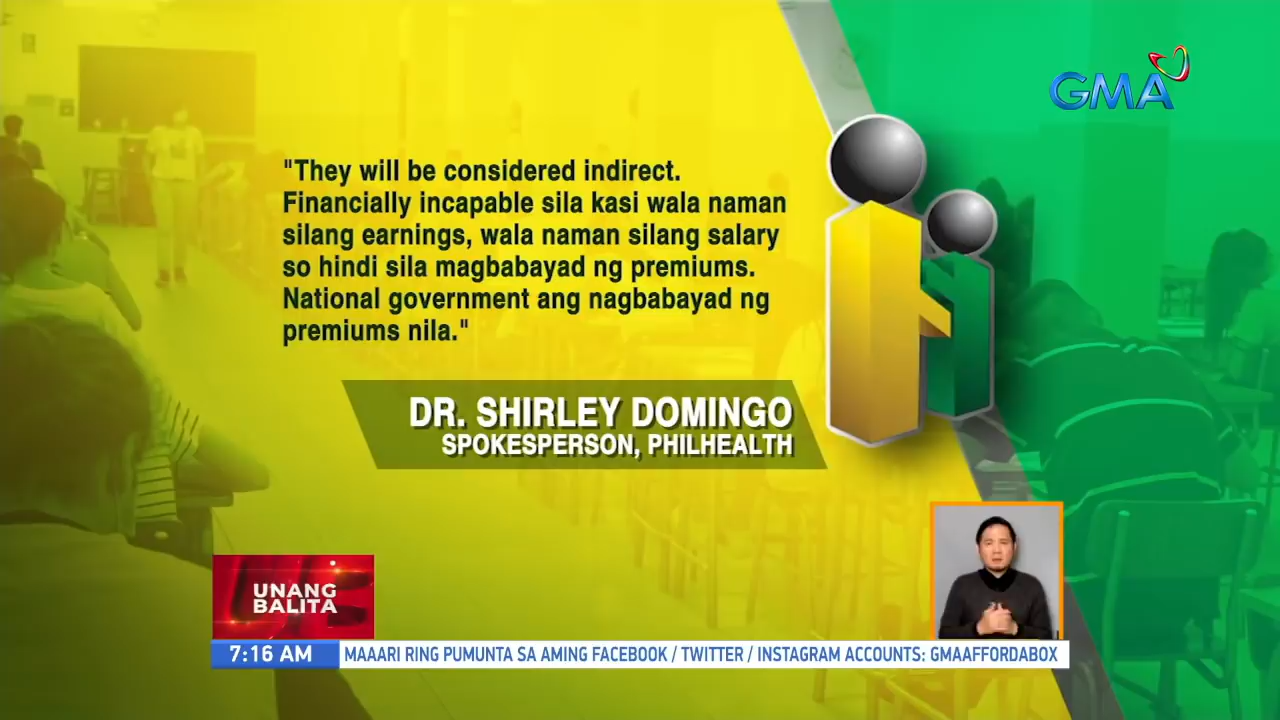 GMA
"They will be considered indirect.
Financially incapable sila kasi wala naman
silang earnings, wala naman silang salary
so hindi sila magbabayad ng premiums.
National government ang nagbabayad ng
premiums nila."
DR. SHIRLEY DOMINGO
SPOKESPERSON, PHILHEALTH
UNANG
BALITA
7:16 AM
MAAARI RING PUMUNTA SA AMING FACEBOOK / TWITTER / INSTAGRAM ACCOUNTS: GMAAFFORDABOX